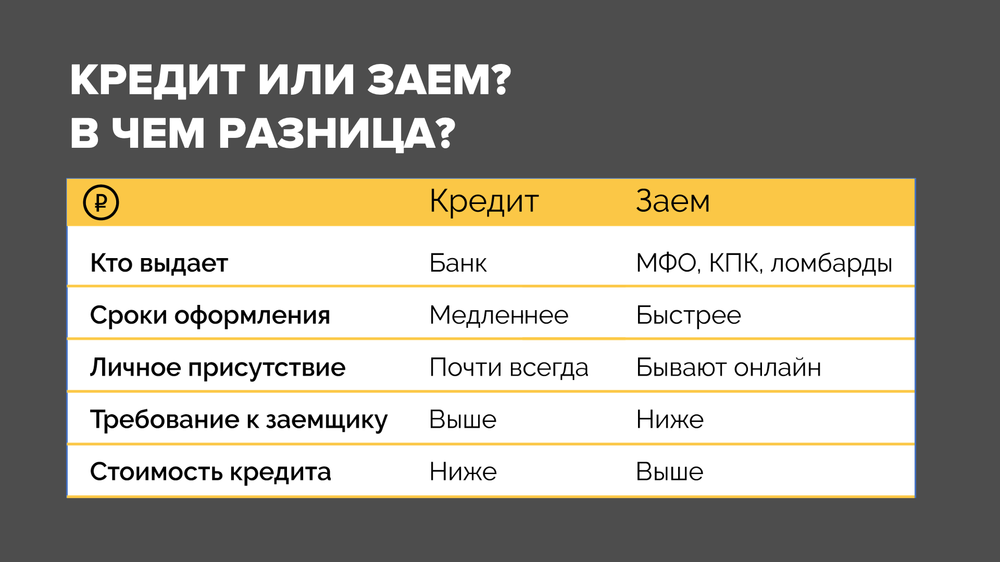 КРЕДИТ ИЛИ ЗАЕМ?
В ЧЕМ РАЗНИЦА?
₽ Кредит Заем
Кто выдает Банк МФО, КПК, ломбарды
Сроки оформления Медленнее Быстрее
Личное присутствие Почти всегда Бывают онлайн
Требование к заемщику Выше Ниже
Стоимость кредита Ниже Выше